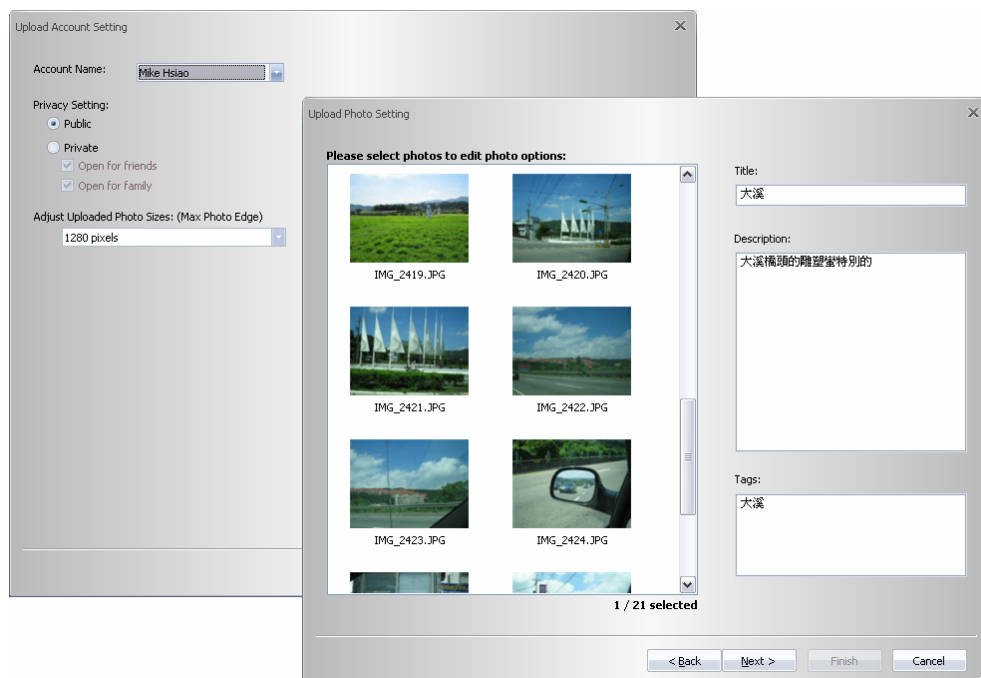 Upload Account Setting
Account Name:
Mike Hsiao
Privacy Setting:
Public
Private
Open for friends
Open for family
Adjust Uploaded Photo Sizes: (Max Photo Edge)
1280 pixels
Upload Photo Setting
Please select photos to edit photo options:
IMG_2419.JPG
IMG_2420.JPG
IMG_2421.JPG
IMG_2422.JPG
IMG_2423.JPG
IMG_2424.JPG
1 / 21 selected
Title:
大溪
Description:
大溪橋頭的雕塑蠻特別的
Tags:
大溪
< Back
Next >
Finish
Cancel